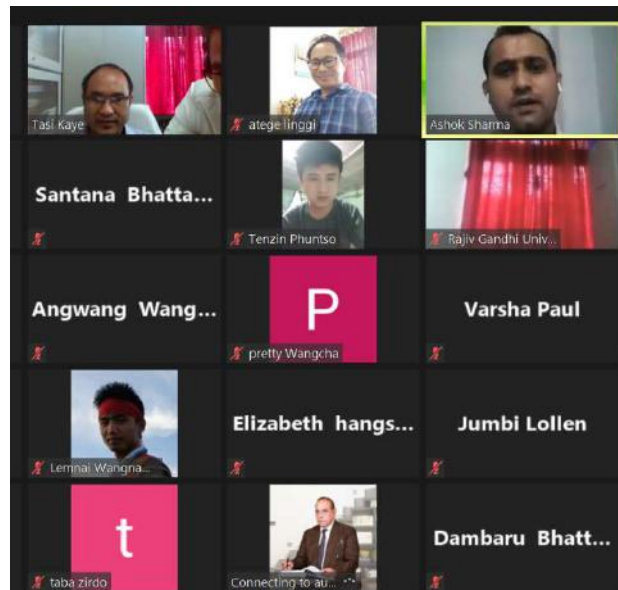 Tasi Kaye
atege linggi
Ashok Sharma
Santana Bhatta...
Tenzin Phuntso
Rajiv Gandhi Univ...
Angwang Wang...
P
pretty Wangcha
Varsha Paul
Lemnai Wangna...
Elizabeth hangs...
Jumbi Lollen
t
taba zirdo
Connecting to au...
Dambaru Bhatt...